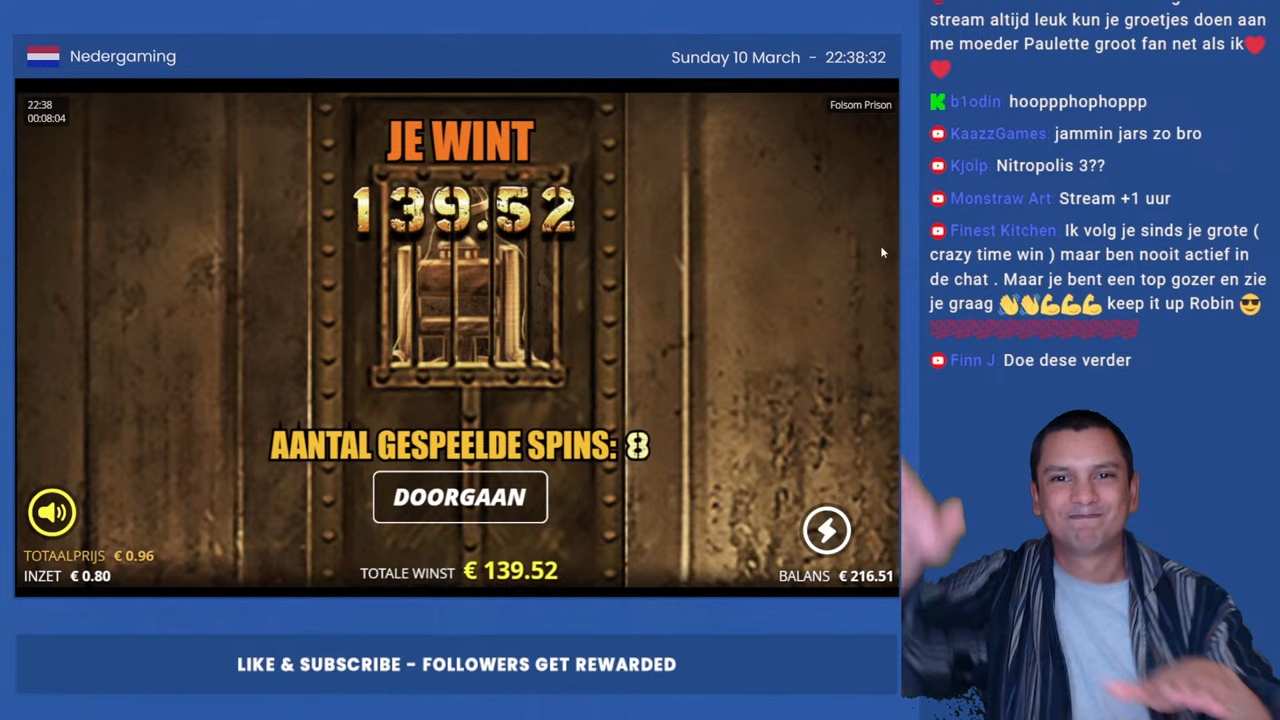 Nedergaming
Sunday 10 March - 22:38:32
22:38
00:08:04
Folsom Prison
JE WINT
139.52
AANTAL GESPEELDE SPINS: 8
DOORGAAN
TOTAALPRIJS € 0.96
INZET € 0.80
TOTALE WINST € 139.52
BALANS € 216.51
LIKE & SUBSCRIBE - FOLLOWERS GET REWARDED
stream altijd leuk kun je groetjes doen aan
me moeder Paulette groot fan net als ik❤️
❤️
b1odin: hooppphophoppp
KaazzGames: jammin jars zo bro
Kjolp: Nitropolis 3??
Monstraw Art: Stream +1 uur
Finest Kitchen: Ik volg je sinds je grote (
crazy time win ) maar ben nooit actief in
de chat . Maar je bent een top gozer en zie
je graag 👏👏💪💪💪 keep it up Robin 😎
💯💯💯💯💯💯💯💯💯💯
Finn J: Doe dese verder